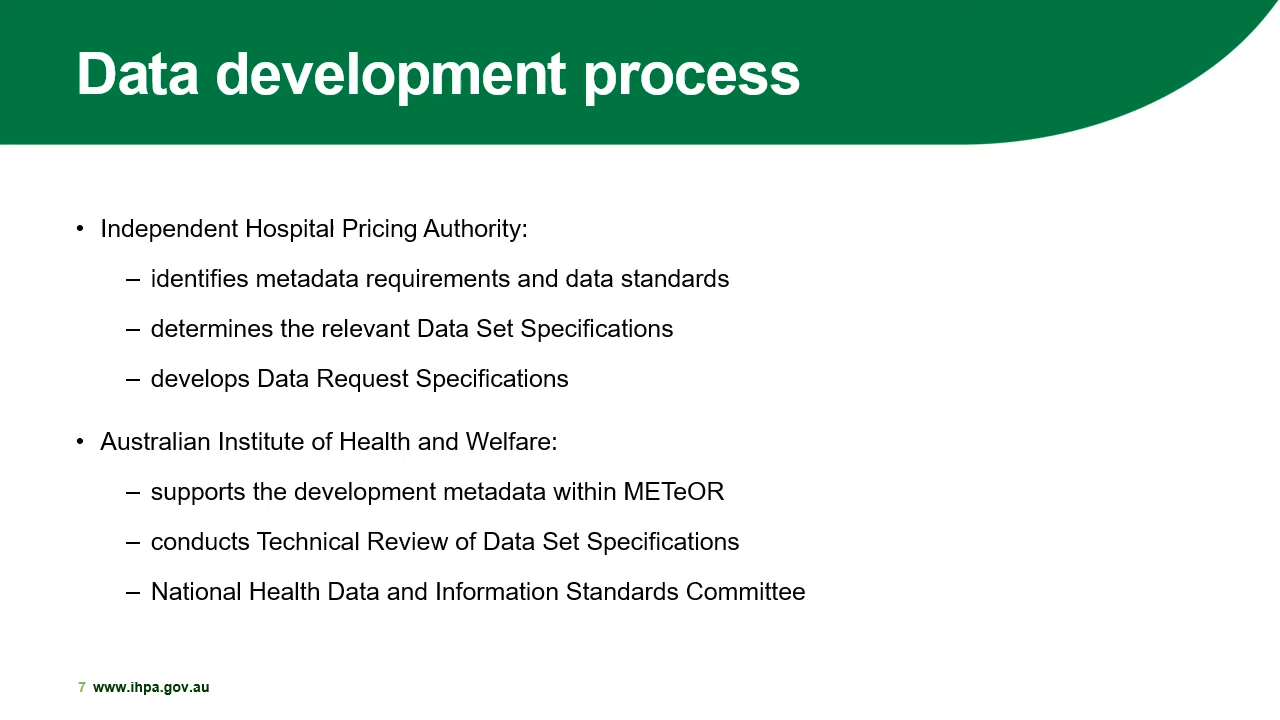 Data development process
• Independent Hospital Pricing Authority:
– identifies metadata requirements and data standards
– determines the relevant Data Set Specifications
– develops Data Request Specifications
• Australian Institute of Health and Welfare:
– supports the development metadata within METeOR
– conducts Technical Review of Data Set Specifications
– National Health Data and Information Standards Committee
7 www.ihpa.gov.au